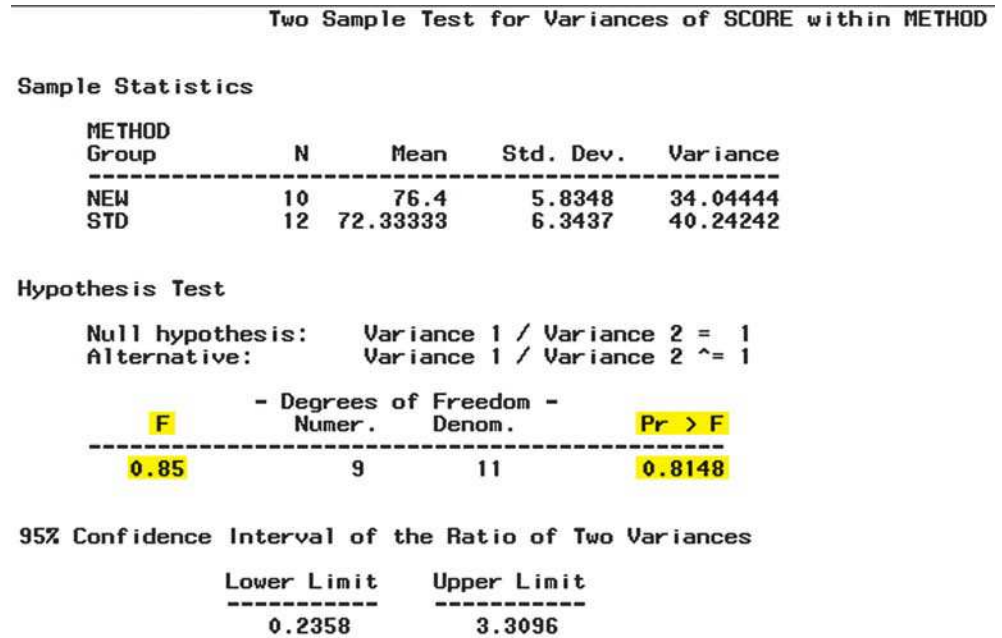 Two Sample Test for Variances of SCORE within METHOD
Sample Statistics
METHOD
Group N Mean Std. Dev. Variance
NEW 10 76.4 5.8348 34.04444
STD 12 72.33333 6.3437 40.24242
Hypothesis Test
Null hypothesis: Variance 1 / Variance 2 = 1
Alternative: Variance 1 / Variance 2 ^= 1
- Degrees of Freedom -
F Numer. Denom. Pr > F
0.85 9 11 0.8148
95% Confidence Interval of the Ratio of Two Variances
Lower Limit Upper Limit
0.2358 3.3096